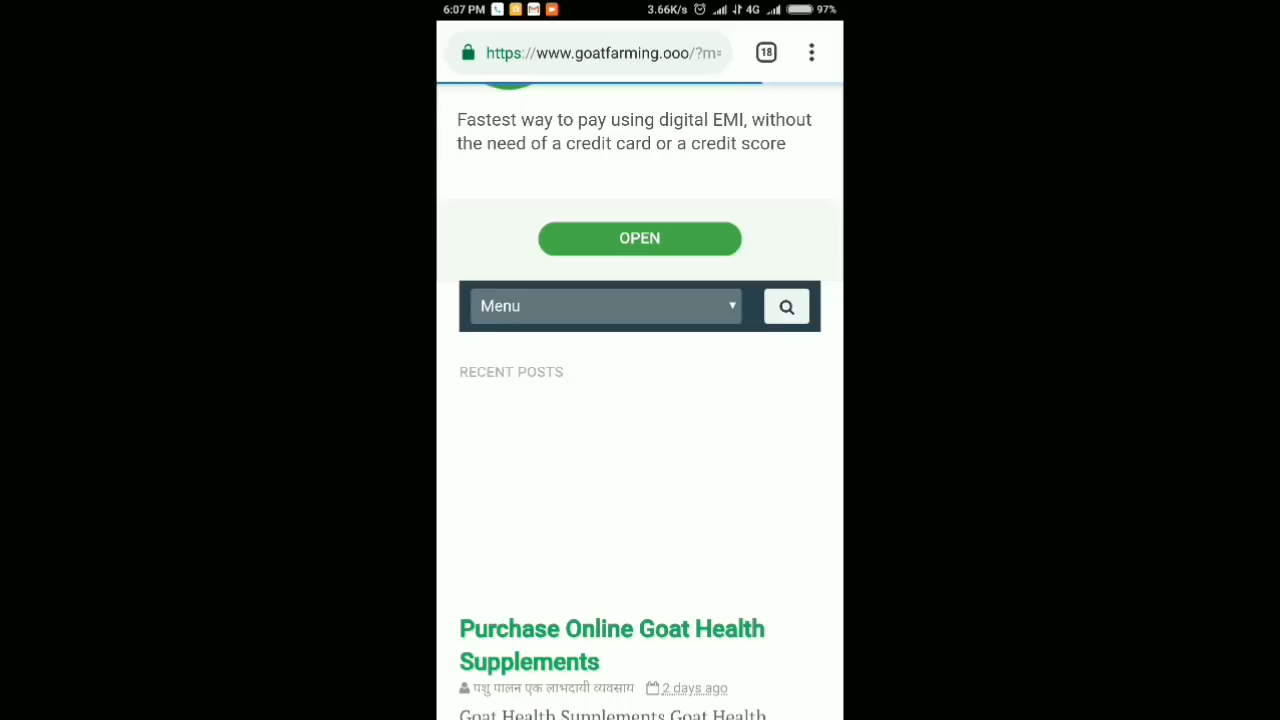 6:07 PM 3.66K/s 4G 97%
https://www.goatfarming.ooo/?m=
18
Fastest way to pay using digital EMI, without
the need of a credit card or a credit score
OPEN
Menu
RECENT POSTS
Purchase Online Goat Health
Supplements
पशु पालन एक लाभदायी व्यवसाय 2 days ago
Goat Health Supplements Goat Health